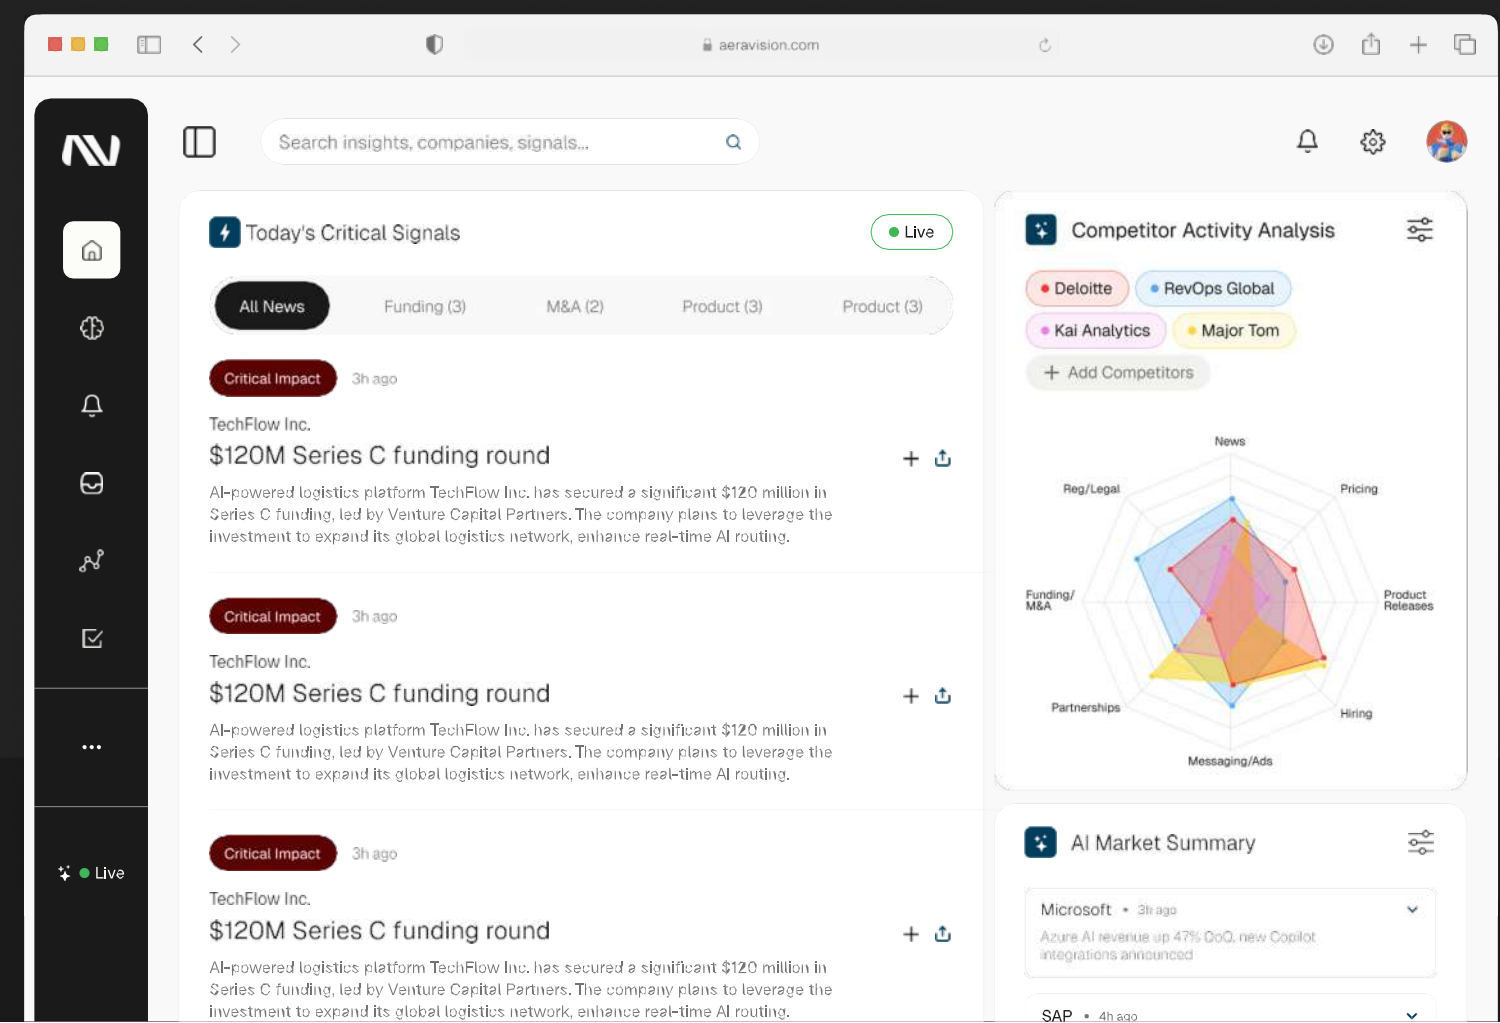 aeravision.com
Search insights, companies, signals...
Today's Critical Signals
Live
All News
Funding (3)
M&A (2)
Product (3)
Product (3)
Critical Impact
3h ago
TechFlow Inc.
$120M Series C funding round
AI-powered logistics platform TechFlow Inc. has secured a significant $120 million in
Series C funding, led by Venture Capital Partners. The company plans to leverage the
investment to expand its global logistics network, enhance real-time AI routing.
Critical Impact
3h ago
TechFlow Inc.
$120M Series C funding round
AI-powered logistics platform TechFlow Inc. has secured a significant $120 million in
Series C funding, led by Venture Capital Partners. The company plans to leverage the
investment to expand its global logistics network, enhance real-time AI routing.
Critical Impact
3h ago
TechFlow Inc.
$120M Series C funding round
AI-powered logistics platform TechFlow Inc. has secured a significant $120 million in
Series C funding, led by Venture Capital Partners. The company plans to leverage the
investment to expand its global logistics network, enhance real-time AI routing.
Live
Competitor Activity Analysis
Deloitte
RevOps Global
Kai Analytics
Major Tom
Add Competitors
News
Reg/Legal
Pricing
Funding/
M&A
Product
Releases
Partnerships
Hiring
Messaging/Ads
AI Market Summary
Microsoft • 3h ago
Azure AI revenue up 47% QoQ, new Copilot
integrations announced
SAP • 4h ago